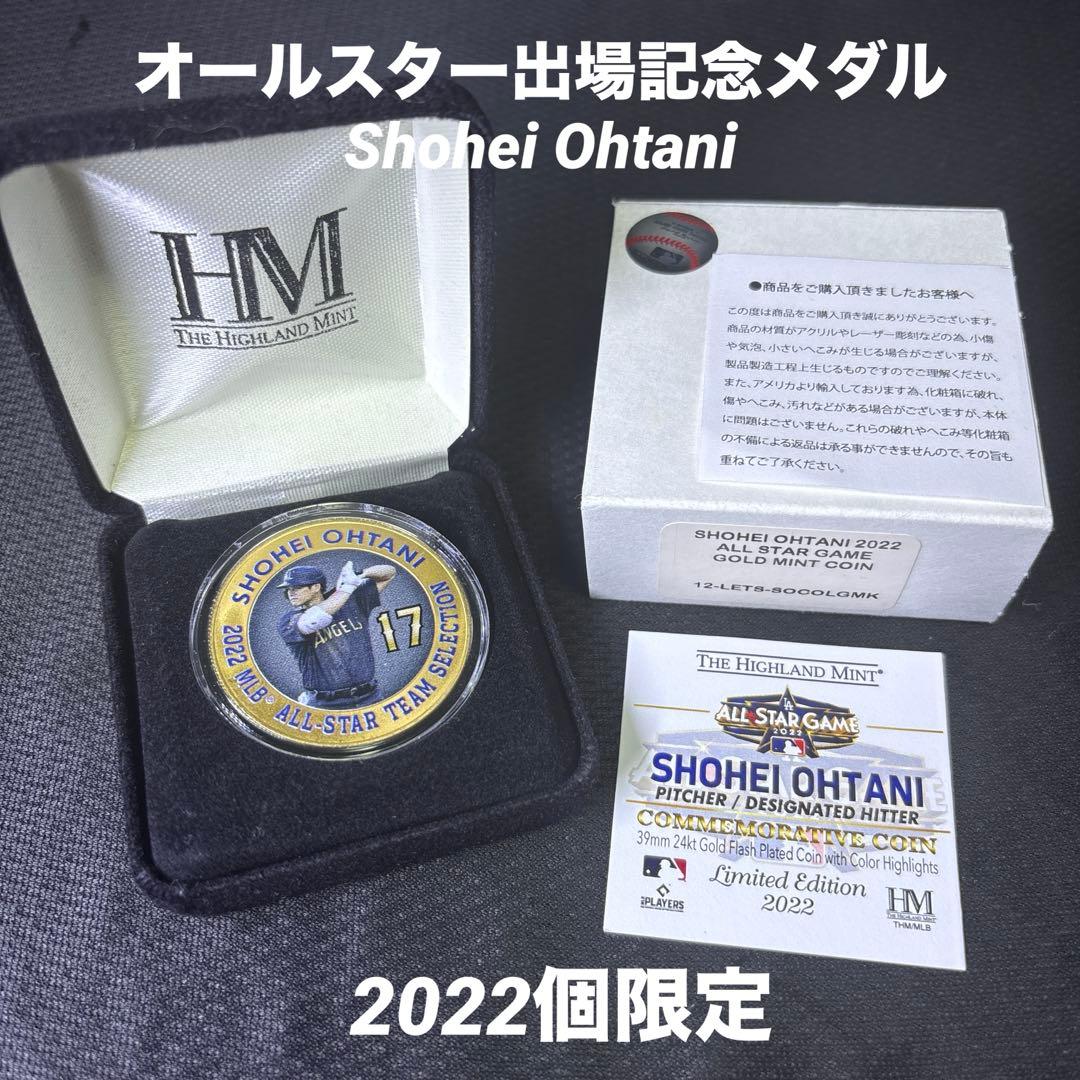 オールスター出場記念メダル
Shohei Ohtani
HM
THE HIGHLAND MINT
●商品をご購入頂きましたお客様へ
この度は商品をご購入頂き誠にありがとうございます。
商品の材質がアクリルやレーザー彫刻などの為、小傷
や気泡、小さいへこみが生じる場合がございますが、
製品製造工程上生じるものですのでご理解ください。
また、アメリカより輸入しております為、化粧箱に破れ、
傷やへこみ、汚れなどがある場合がございますが、本体
に問題はございません。これらの破れやへこみ等化粧箱
の不備による返品は承る事ができませんので、その旨も
重ねてご了承ください。
SHOHEI OHTANI 2022
ALL STAR GAME
GOLD MINT COIN
12-LETS-SOCOLGMK
SHOHEI OHTANI
ANGELS
17
2022 MLB® ALL-STAR TEAM SELECTION
THE HIGHLAND MINT®
LA
ALL-STAR GAME
2022
SHOHEI OHTANI
PITCHER / DESIGNATED HITTER
COMMEMORATIVE COIN
39mm 24kt Gold Flash Plated Coin with Color Highlights
Limited Edition
2022
PLAYERS
HM
THE HIGHLAND MINT
THM/MLB
2022個限定